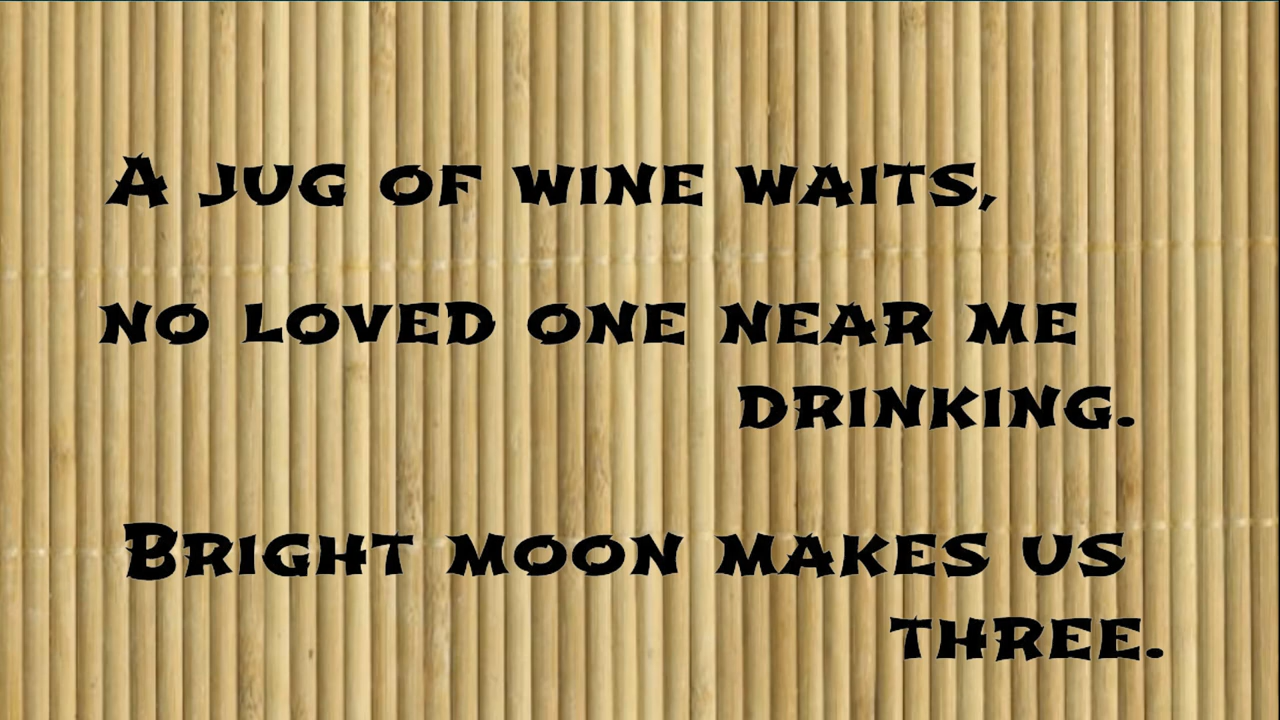 A jug of wine waits,
no loved one near me
drinking.
Bright moon makes us
three.